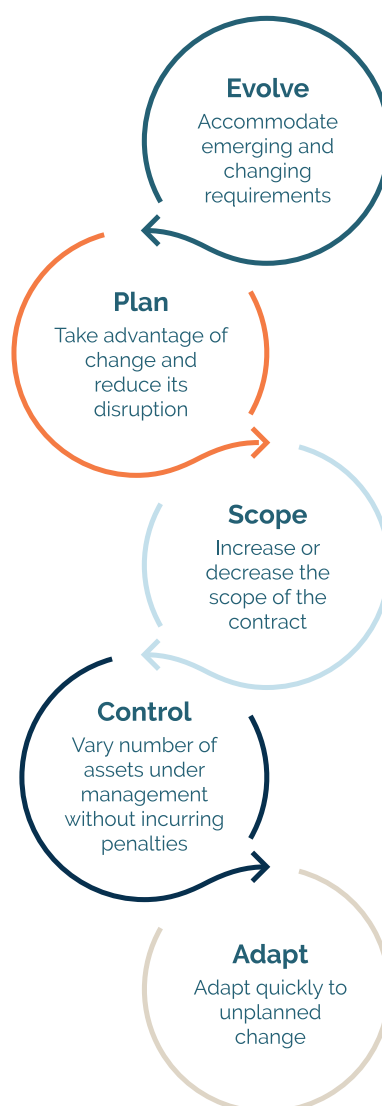 Evolve
Accommodate
emerging and
changing
requirements
Plan
Take advantage of
change and
reduce its
disruption
Scope
Increase or
decrease the
scope of the
contract
Control
Vary number of
assets under
management
without incurring
penalties
Adapt
Adapt quickly to
unplanned
change